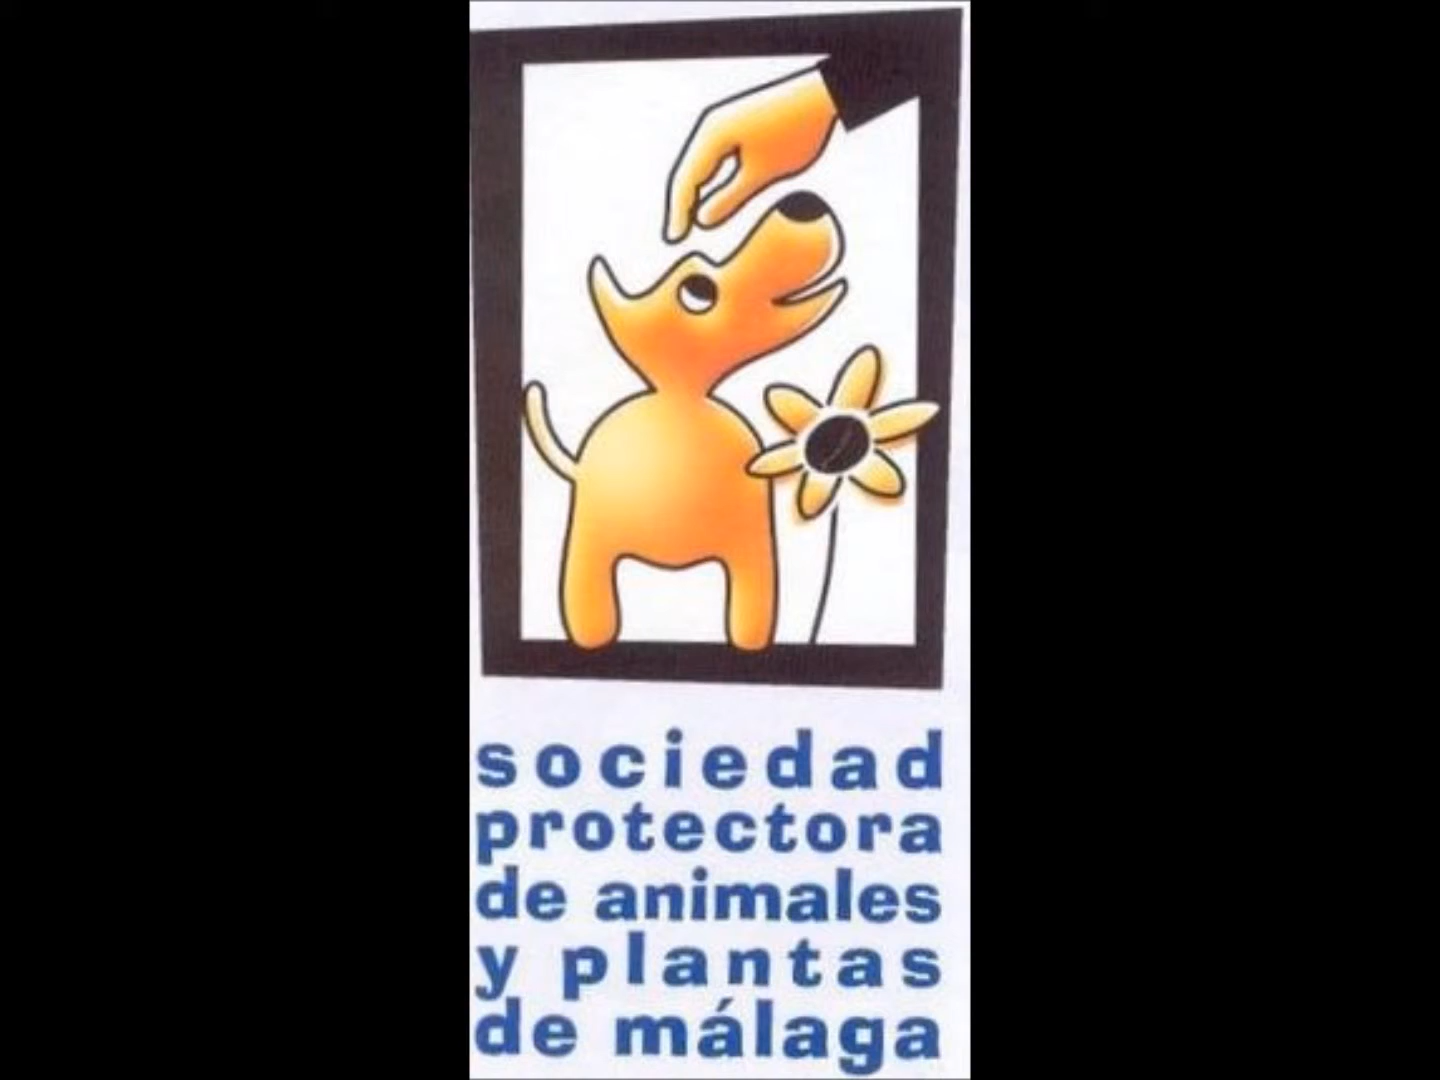 sociedad
protectora
de animales
y plantas
de málaga